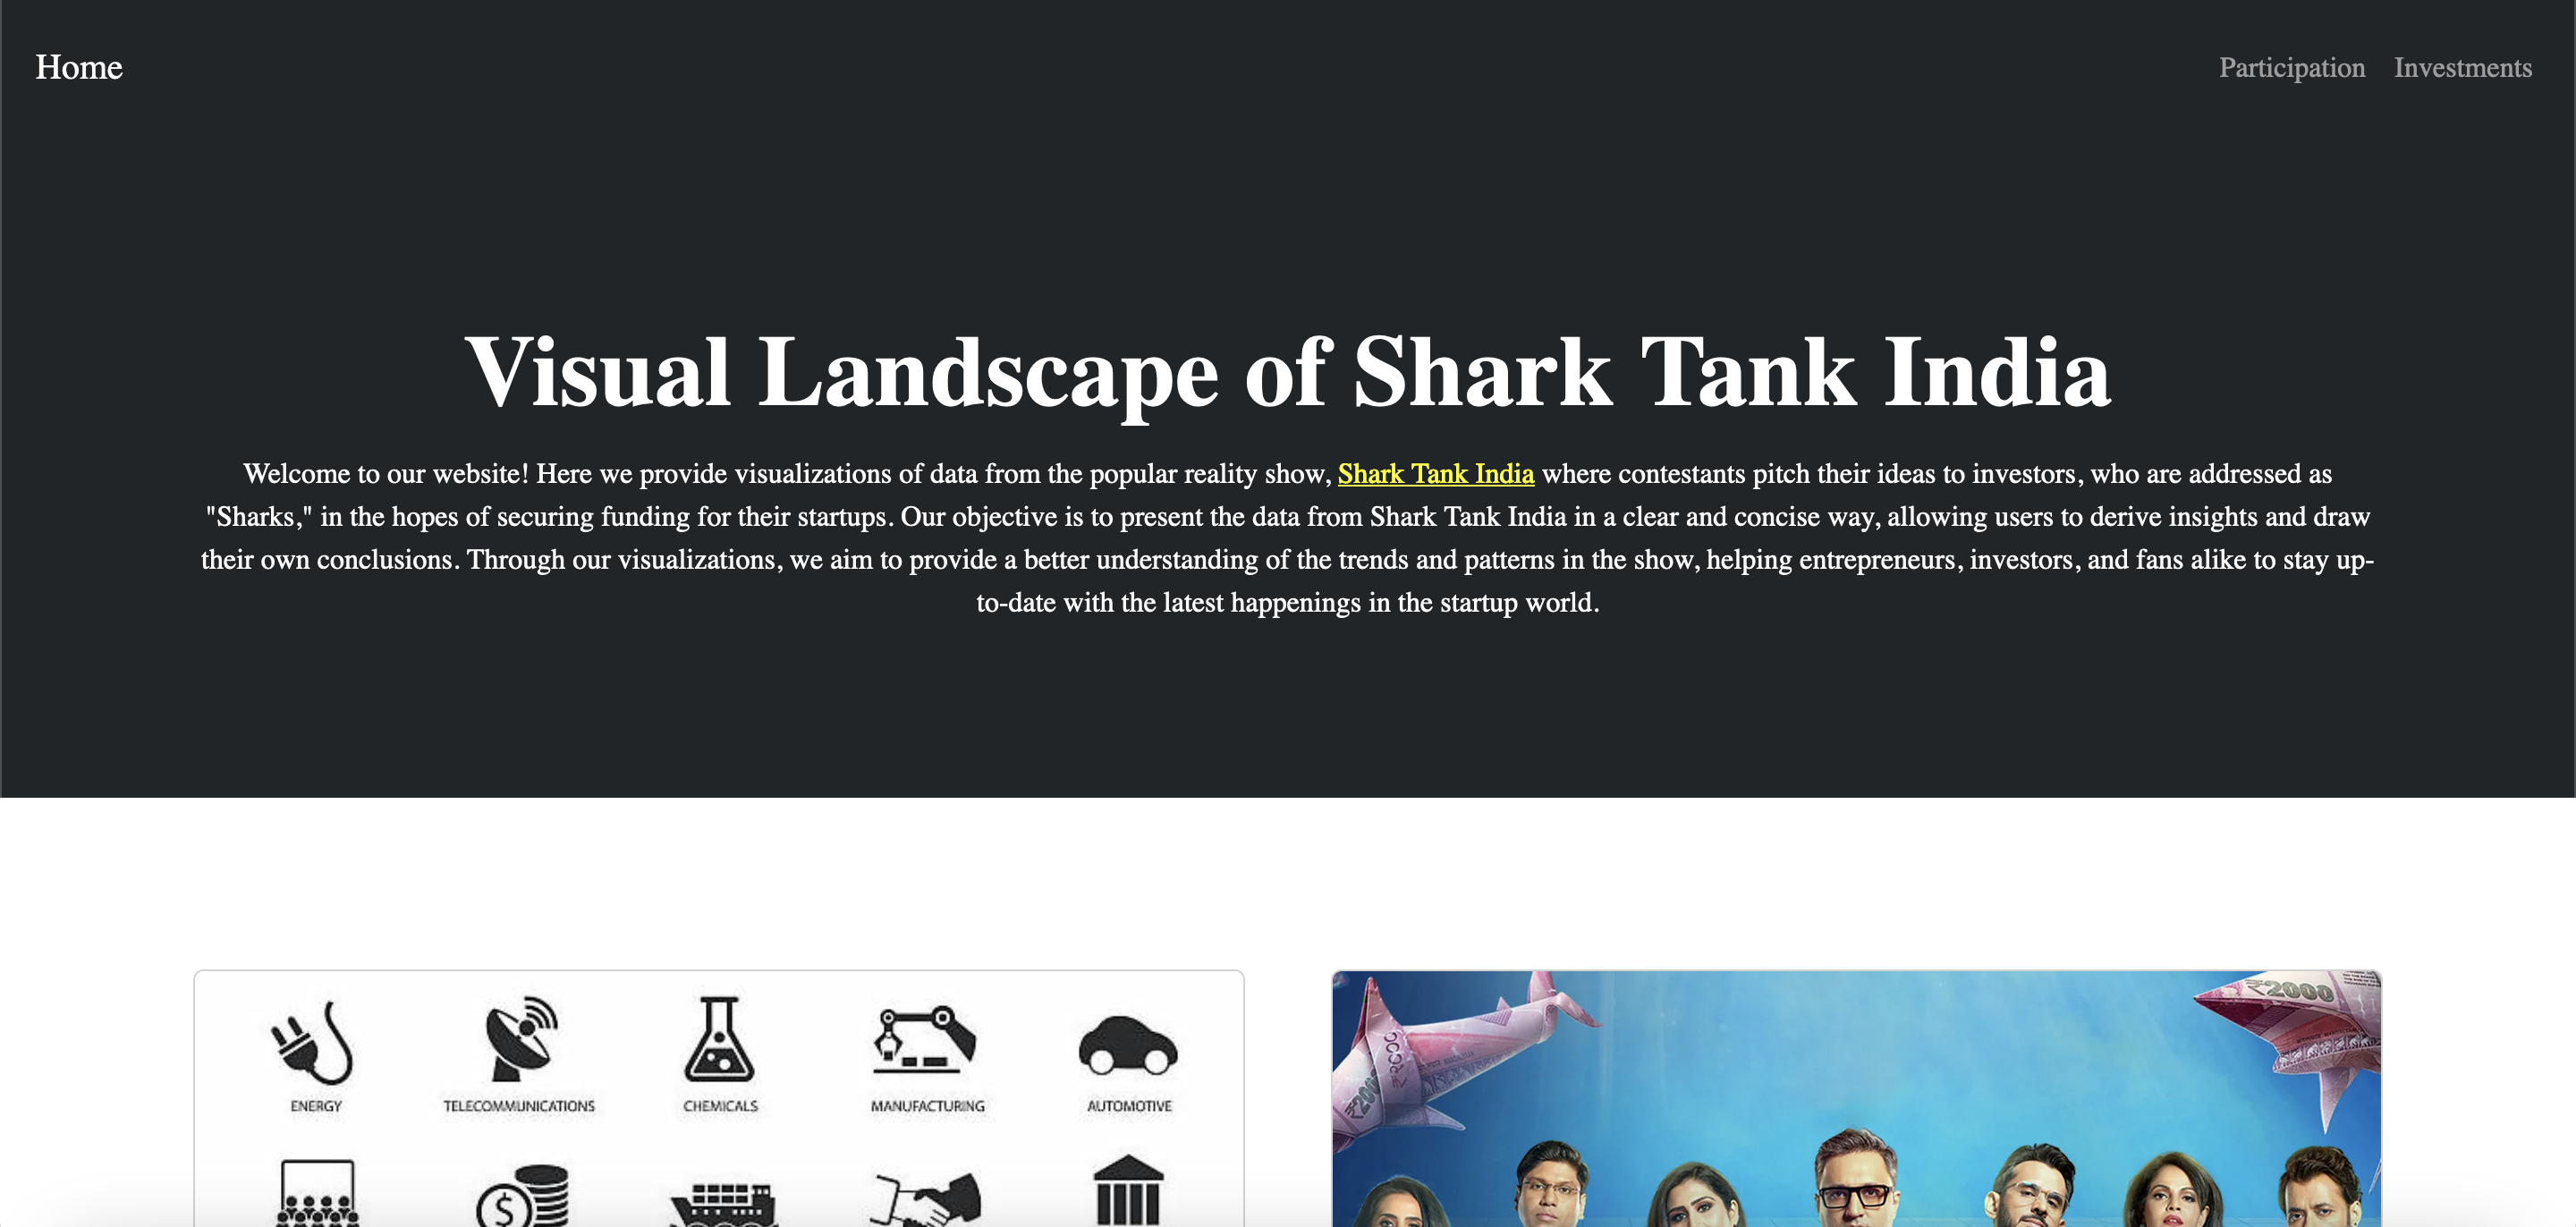 Home
Participation Investments
Visual Landscape of Shark Tank India
Welcome to our website! Here we provide visualizations of data from the popular reality show, Shark Tank India where contestants pitch their ideas to investors, who are addressed as
"Sharks," in the hopes of securing funding for their startups. Our objective is to present the data from Shark Tank India in a clear and concise way, allowing users to derive insights and draw
their own conclusions. Through our visualizations, we aim to provide a better understanding of the trends and patterns in the show, helping entrepreneurs, investors, and fans alike to stay up-
to-date with the latest happenings in the startup world.
ENERGY TELECOMMUNICATIONS CHEMICALS MANUFACTURING AUTOMOTIVE
₹2000